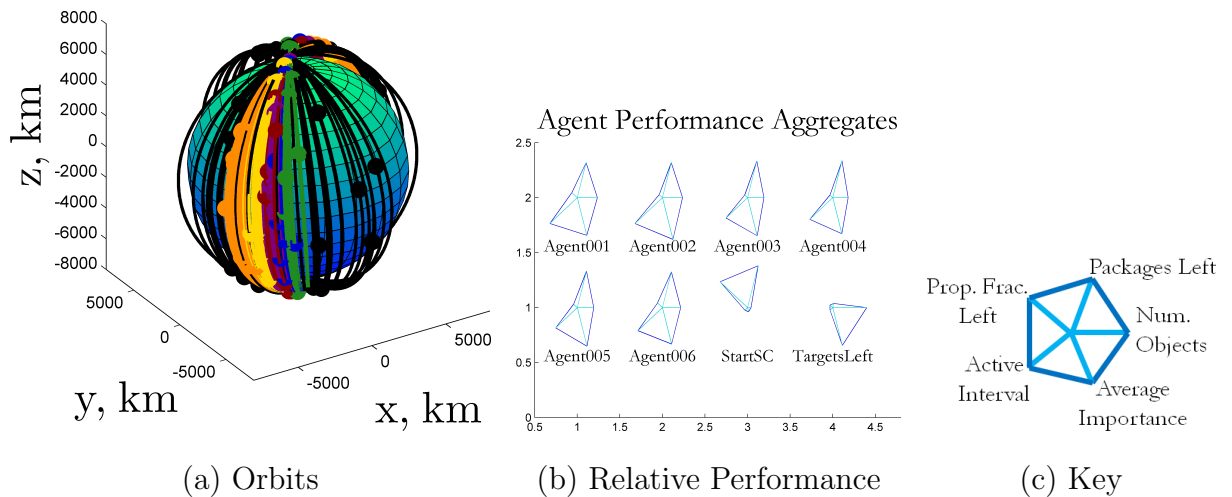 8000
6000
4000
2000
0
-2000
-4000
-6000
-8000
z, km
5000
0
-5000
y, km
-5000
0
5000
x, km
(a) Orbits
Agent Performance Aggregates
2.5
2
1.5
1
0.5
0
Agent001 Agent002 Agent003 Agent004
Agent005 Agent006 StartSC TargetsLeft
0.5 1 1.5 2 2.5 3 3.5 4 4.5
(b) Relative Performance
Packages Left
Prop. Frac.
Left
Num.
Objects
Active
Interval
Average
Importance
(c) Key